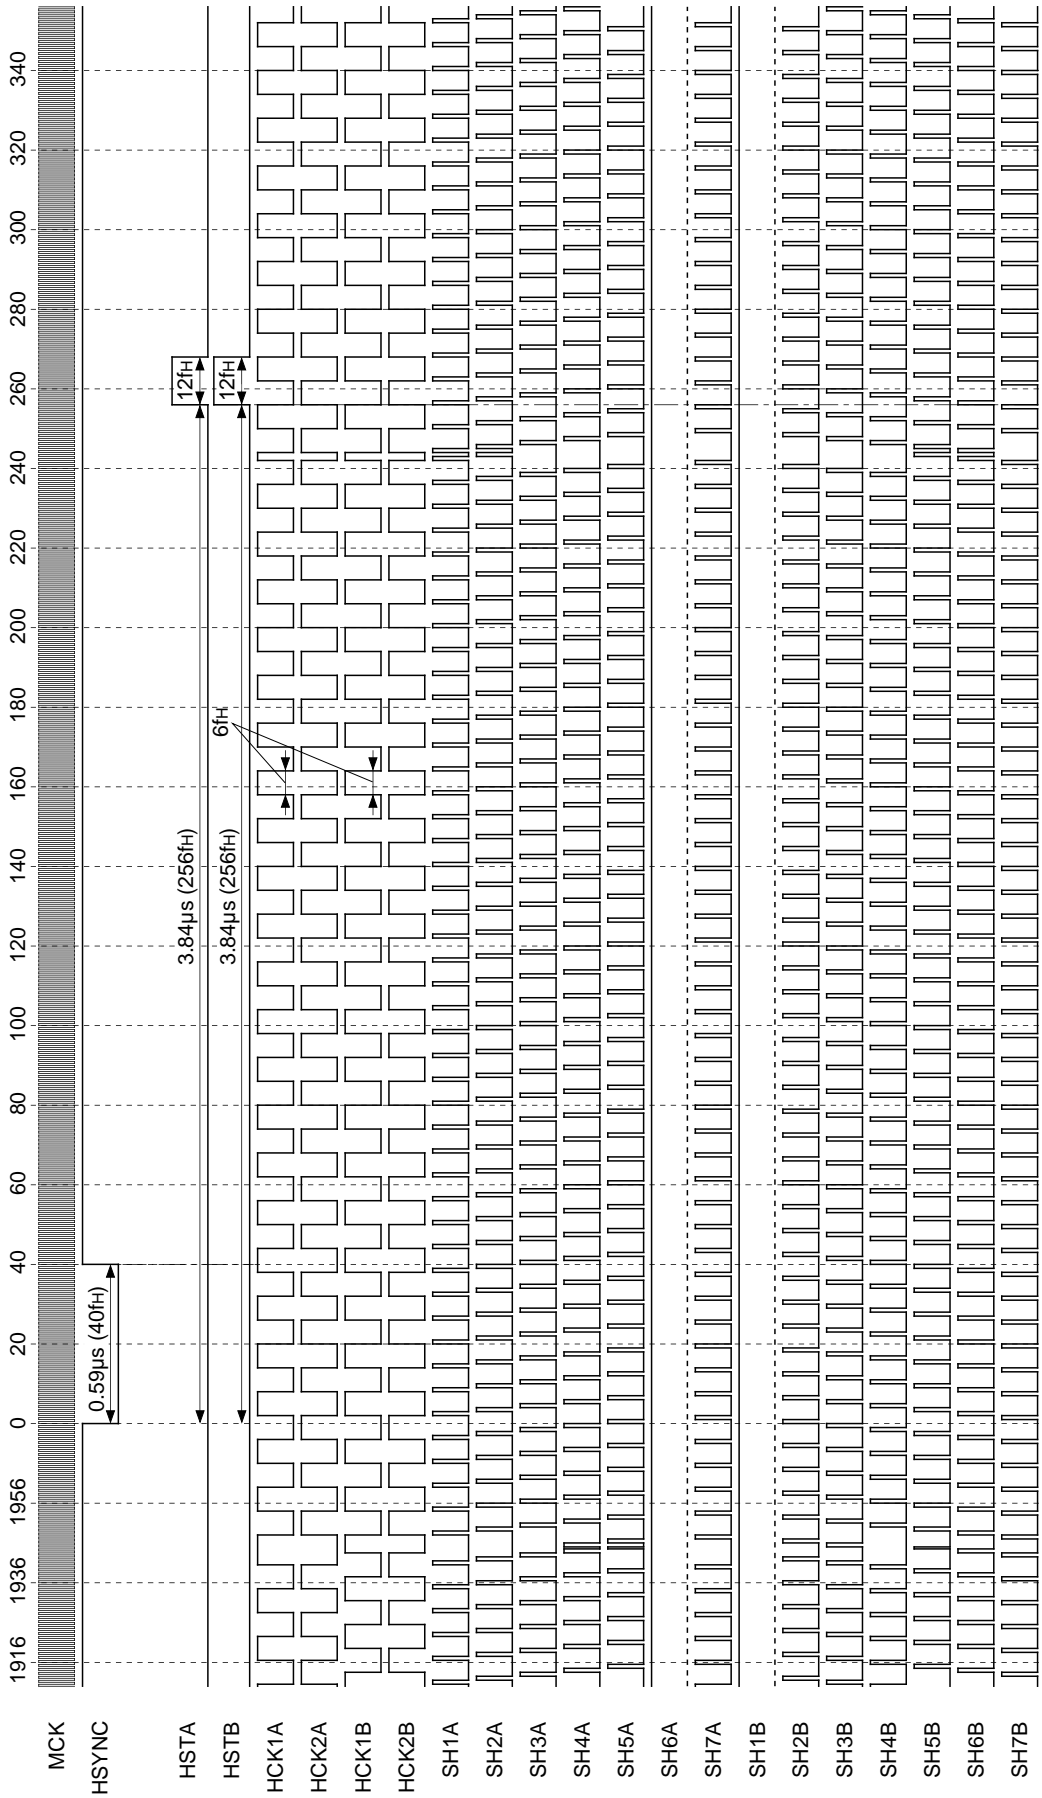 MCK
HSYNC
HSTA
HSTB
HCK1A
HCK2A
HCK1B
HCK2B
SH1A
SH2A
SH3A
SH4A
SH5A
SH6A
SH7A
SH1B
SH2B
SH3B
SH4B
SH5B
SH6B
SH7B
1916
1936
1956
0
20
40
60
80
100
120
140
160
180
200
220
240
260
280
300
320
340
0.59µs (40fH)
3.84µs (256fH)
12fH
3.84µs (256fH)
12fH
6fH